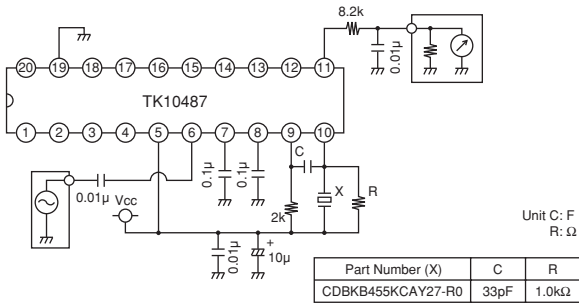 8.2k
0.01μ
20 19 18 17 16 15 14 13 12 11
TK10487
1 2 3 4 5 6 7 8 9 10
C
0.1μ
0.1μ
X
R
0.01μ
Vcc
2k
0.01μ
+
10μ
Unit C: F
R: Ω
Part Number (X) C R
CDBKB455KCAY27-R0 33pF 1.0kΩ